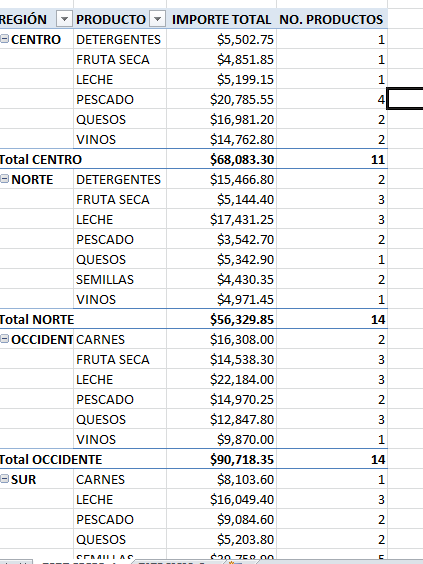 REGIÓN PRODUCTO IMPORTE TOTAL NO. PRODUCTOS
CENTRO DETERGENTES $5,502.75 1
FRUTA SECA $4,851.85 1
LECHE $5,199.15 1
PESCADO $20,785.55 4
QUESOS $16,981.20 2
VINOS $14,762.80 2
Total CENTRO $68,083.30 11
NORTE DETERGENTES $15,466.80 2
FRUTA SECA $5,144.40 3
LECHE $17,431.25 3
PESCADO $3,542.70 2
QUESOS $5,342.90 1
SEMILLAS $4,430.35 2
VINOS $4,971.45 1
Total NORTE $56,329.85 14
OCCIDENT CARNES $16,308.00 2
FRUTA SECA $14,538.30 3
LECHE $22,184.00 3
PESCADO $14,970.25 2
QUESOS $12,847.80 3
VINOS $9,870.00 1
Total OCCIDENTE $90,718.35 14
SUR CARNES $8,103.60 1
LECHE $16,049.40 3
PESCADO $9,084.60 2
QUESOS $5,203.80 2
SEMILLAS